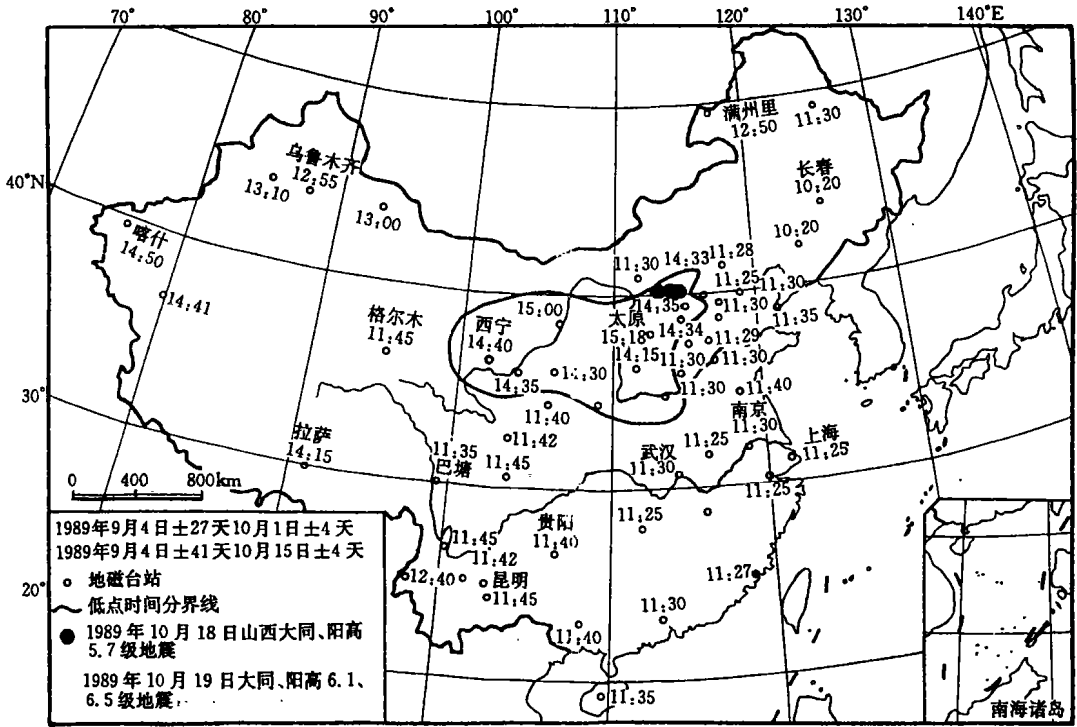 70° 80° 90° 100° 110° 120° 130° 140°E
40°N
30°
20°
满州里
12:50
11:30
乌鲁木齐
12:55
13:10
13:00
长春
10:20
10:20
喀什
14:50
14:41
11:30
14:33
11:28
11:25
11:30
14:35
11:30
11:35
15:00
太原
15:18
14:34
11:29
格尔木
11:45
西宁
14:40
14:15
11:30
11:30
14:35
11:30
11:40
11:40
11:42
南京
11:30
拉萨
14:15
11:35
巴塘
11:45
武汉
11:30
11:25
上海
11:25
11:25
0 400 800km
贵阳
11:40
11:25
11:45
11:42
12:40
昆明
11:45
11:27
11:30
11:40
11:35
1989年9月4日±27天10月1日±4天
1989年9月4日±41天10月15日±4天
地磁台站
低点时间分界线
1989年10月18日山西大同、阳高
5.7级地震
1989年10月19日大同、阳高6.1、
6.5级地震
南海诸岛